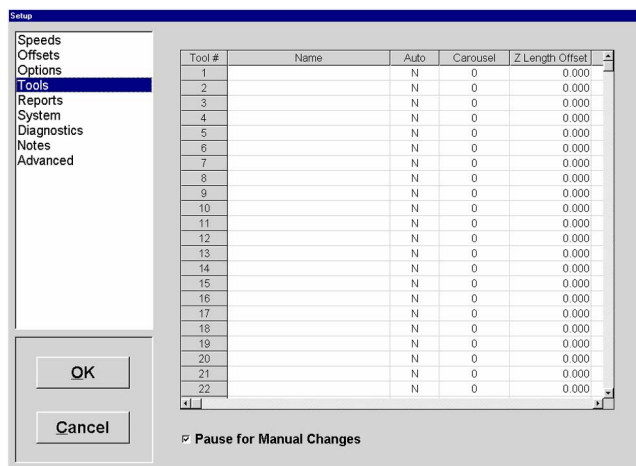 Setup
Speeds
Offsets
Options
Tools
Reports
System
Diagnostics
Notes
Advanced
OK
Cancel
Tool # Name Auto Carousel Z Length Offset
1 N 0 0.000
2 N 0 0.000
3 N 0 0.000
4 N 0 0.000
5 N 0 0.000
6 N 0 0.000
7 N 0 0.000
8 N 0 0.000
9 N 0 0.000
10 N 0 0.000
11 N 0 0.000
12 N 0 0.000
13 N 0 0.000
14 N 0 0.000
15 N 0 0.000
16 N 0 0.000
17 N 0 0.000
18 N 0 0.000
19 N 0 0.000
20 N 0 0.000
21 N 0 0.000
22 N 0 0.000
Pause for Manual Changes